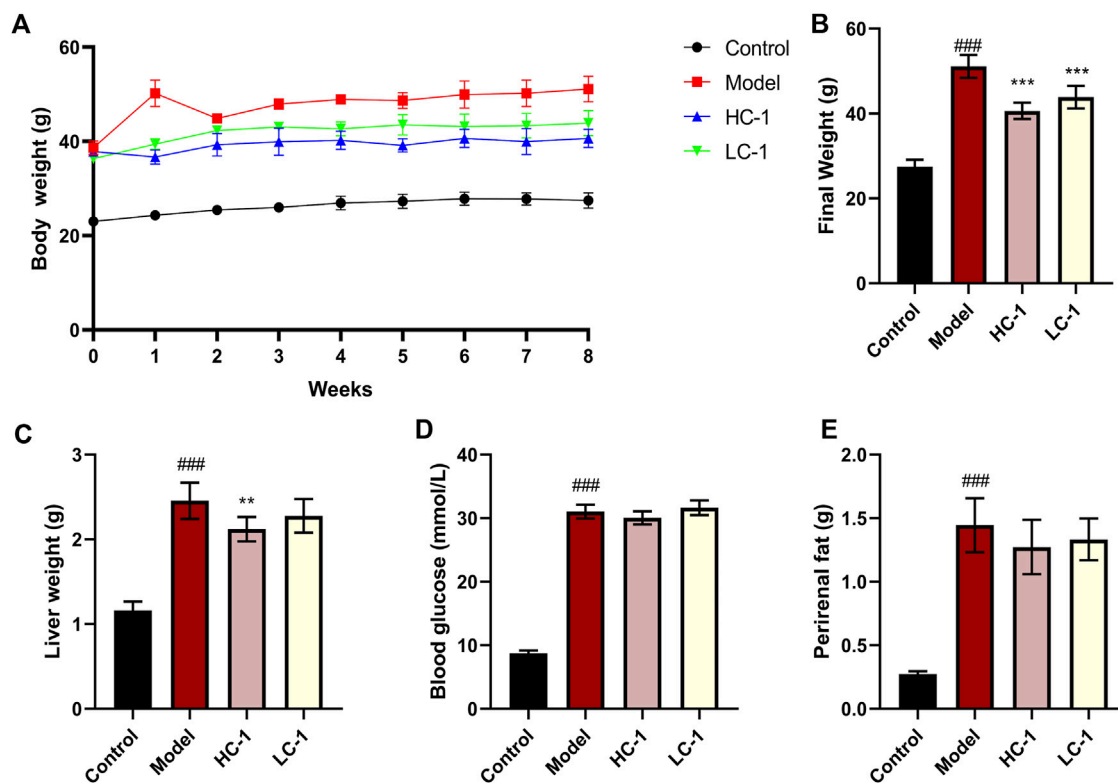 A
Body weight (g)
60
40
20
0
0 1 2 3 4 5 6 7 8
Weeks
Control
Model
HC-1
LC-1
B
Final Weight (g)
60
40
20
0
###
***
***
Control Model HC-1 LC-1
C
Liver weight (g)
3
2
1
0
###
**
Control Model HC-1 LC-1
D
Blood glucose (mmol/L)
40
30
20
10
0
###
Control Model HC-1 LC-1
E
Perirenal fat (g)
2.0
1.5
1.0
0.5
0.0
###
Control Model HC-1 LC-1